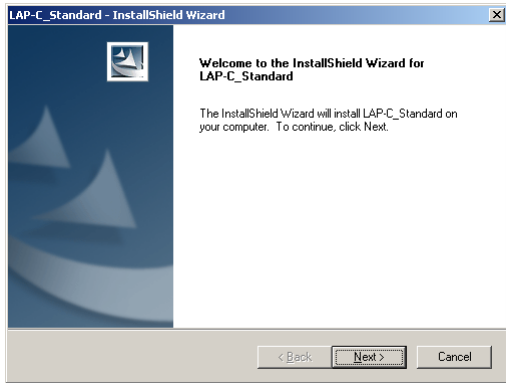 LAP-C_Standard - InstallShield Wizard
Welcome to the InstallShield Wizard for
LAP-C_Standard
The InstallShield Wizard will install LAP-C_Standard on
your computer. To continue, click Next.
< Back Next > Cancel